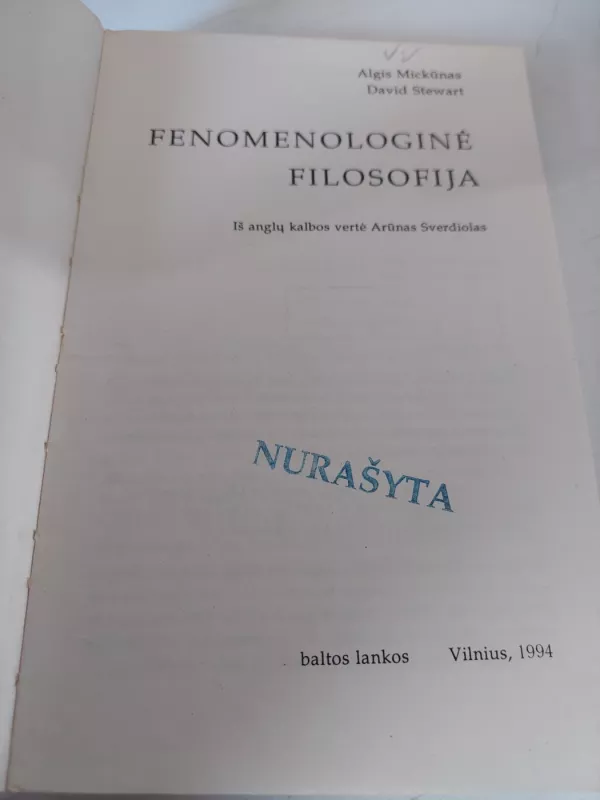 Algis Mickūnas
David Stewart
FENOMENOLOGINĖ
FILOSOFIJA
Iš anglų kalbos vertė Arūnas Sverdiolas
NURAŠYTA
baltos lankos Vilnius, 1994